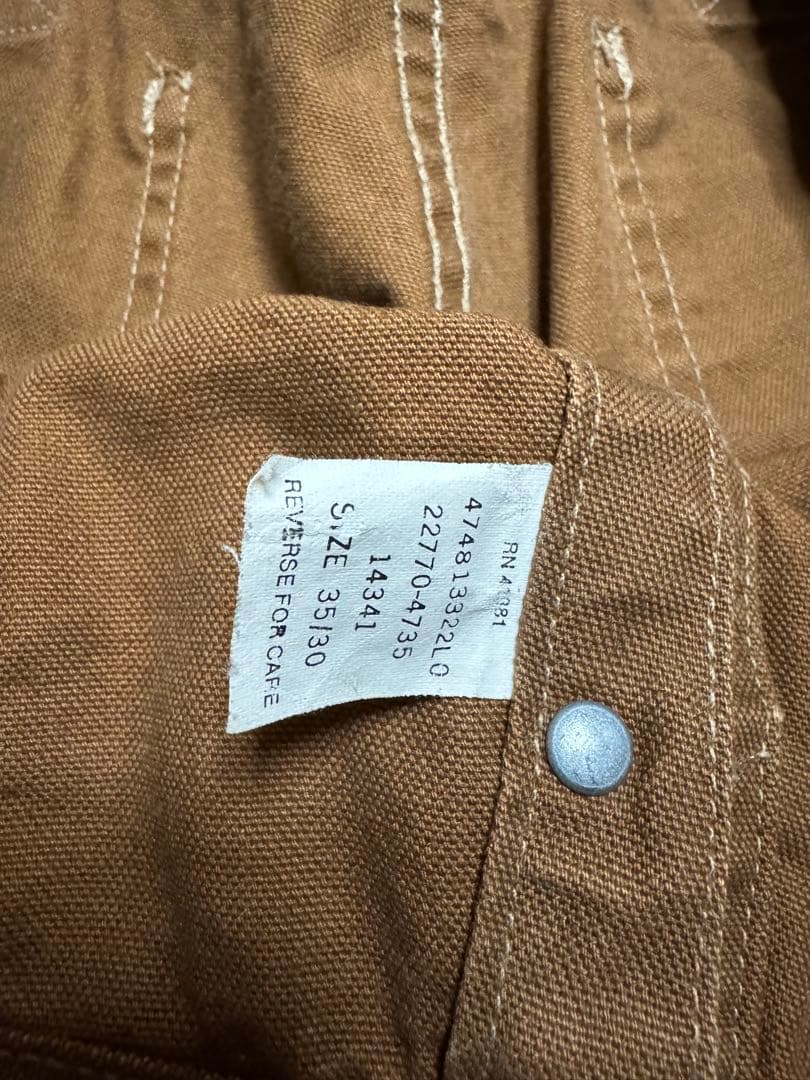 RN
474813322L0
22770-4735
14341
SIZE 35/30
REVERSE FOR CARE